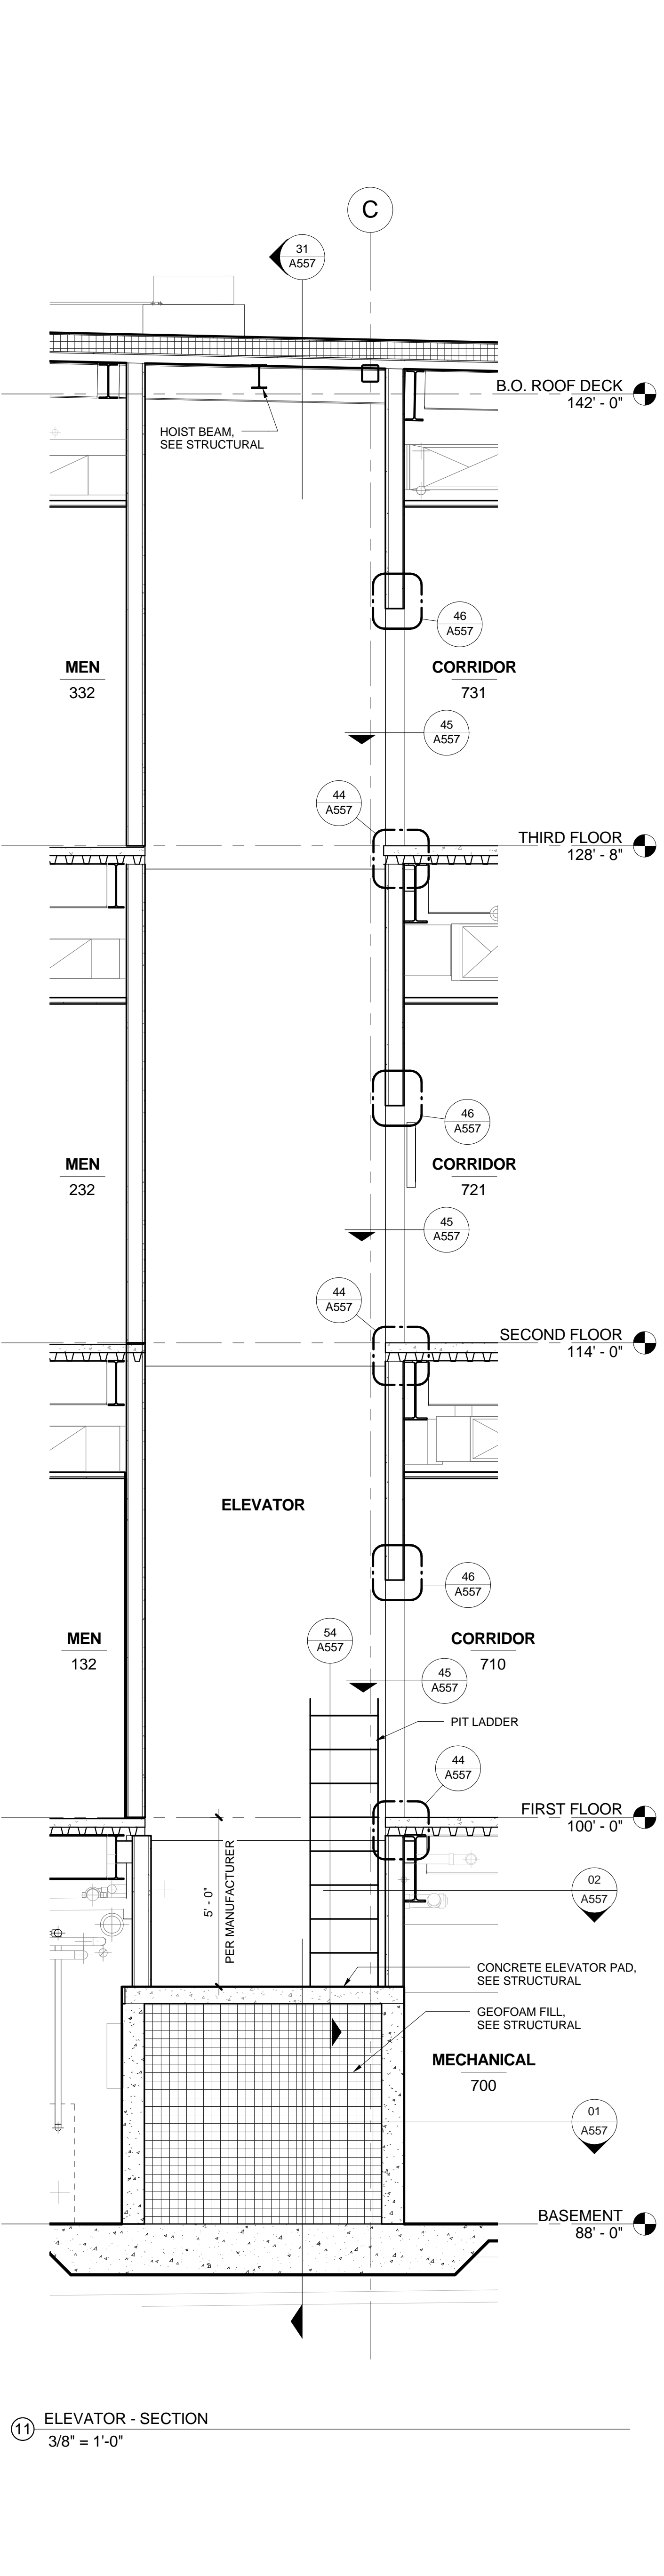 C
31
A557
B.O. ROOF DECK
142' - 0"
HOIST BEAM,
SEE STRUCTURAL
46
A557
MEN
332
CORRIDOR
731
45
A557
44
A557
THIRD FLOOR
128' - 8"
46
A557
MEN
232
CORRIDOR
721
45
A557
44
A557
SECOND FLOOR
114' - 0"
ELEVATOR
46
A557
54
A557
MEN
132
CORRIDOR
710
45
A557
PIT LADDER
44
A557
FIRST FLOOR
100' - 0"
5' - 0"
PER MANUFACTURER
02
A557
CONCRETE ELEVATOR PAD,
SEE STRUCTURAL
GEOFOAM FILL,
SEE STRUCTURAL
MECHANICAL
700
01
A557
BASEMENT
88' - 0"
11
ELEVATOR - SECTION
3/8" = 1'-0"